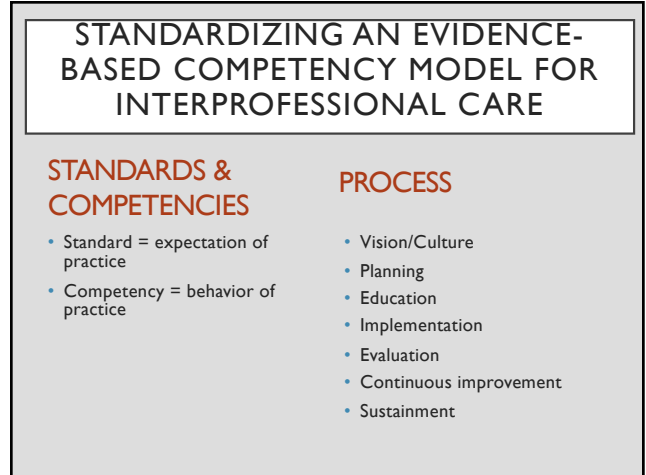 STANDARDIZING AN EVIDENCE-
BASED COMPETENCY MODEL FOR
INTERPROFESSIONAL CARE
STANDARDS &
COMPETENCIES
• Standard = expectation of
practice
• Competency = behavior of
practice
PROCESS
• Vision/Culture
• Planning
• Education
• Implementation
• Evaluation
• Continuous improvement
• Sustainment